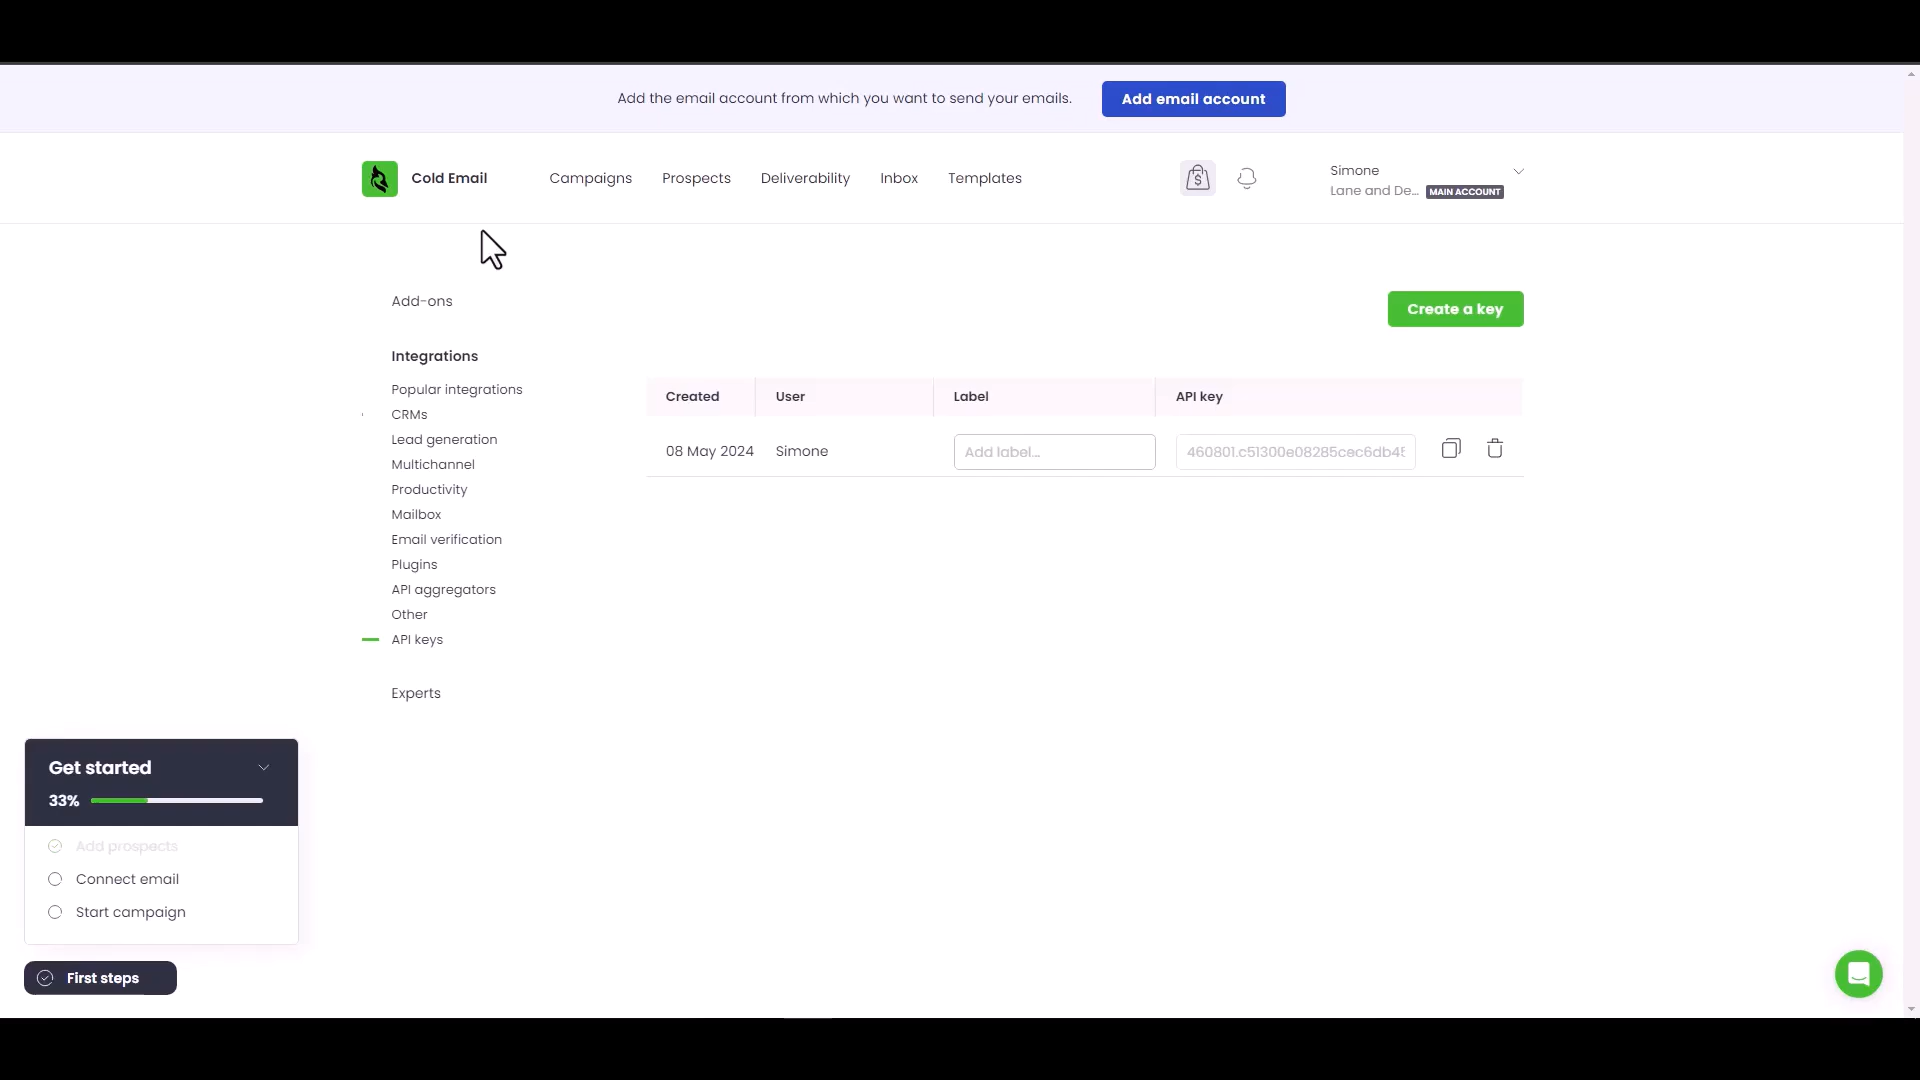 Add the email account from which you want to send your emails. Add email account
Cold Email Campaigns Prospects Deliverability Inbox Templates
Simone
Lane and De... MAIN ACCOUNT
Add-ons
Create a key
Integrations
Popular integrations
CRMs
Lead generation
Multichannel
Productivity
Mailbox
Email verification
Plugins
API aggregators
Other
API keys
Experts
Created User Label API key
08 May 2024 Simone Add label... 460801.c51300e08285cec6db4
Get started
33%
Add prospects
Connect email
Start campaign
First steps